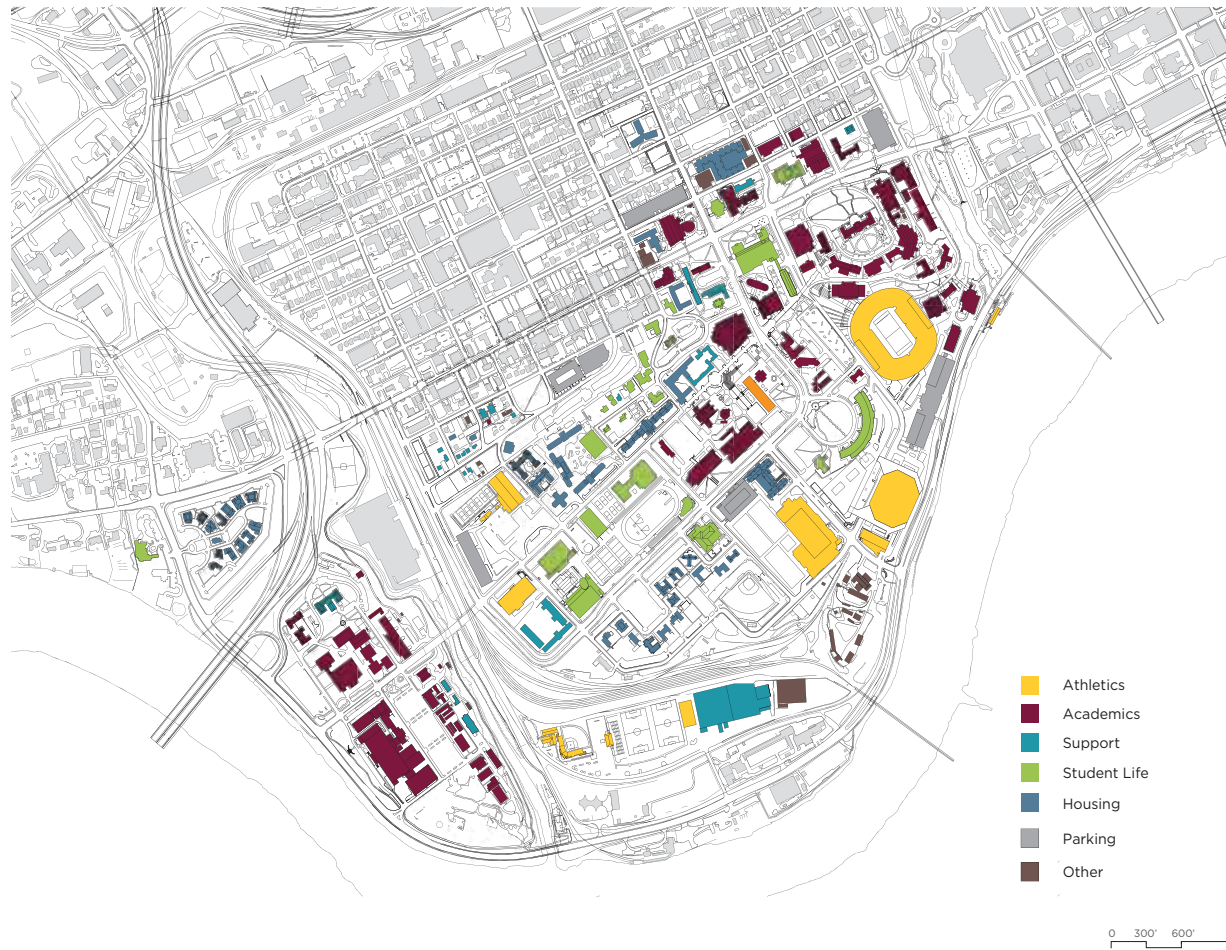 Athletics
Academics
Support
Student Life
Housing
Parking
Other
0 300' 600'